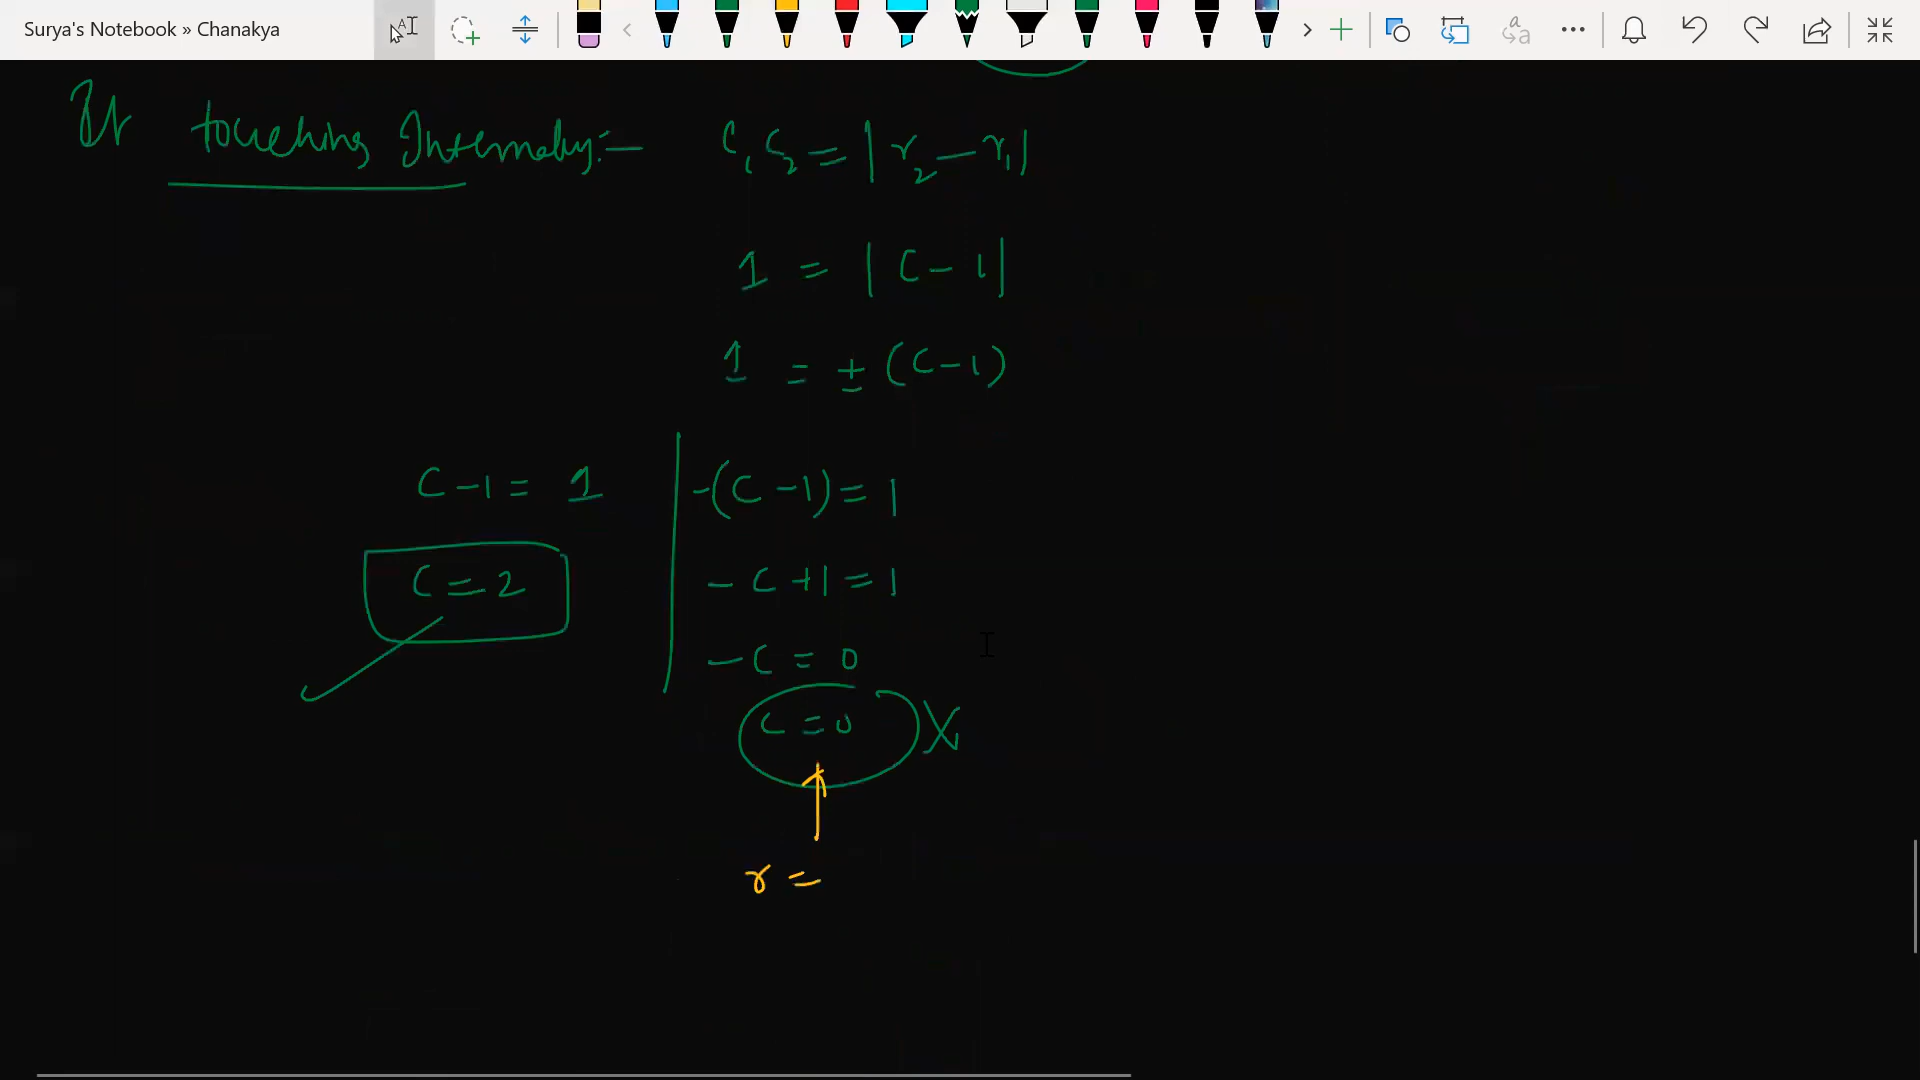 Surya's Notebook » Chanakya
If touching Internally:— C₁C₂ = |r₂ — r₁|
1 = |C - 1|
1 = ± (C - 1)
C - 1 = 1
C = 2
-(C - 1) = 1
- C + 1 = 1
- C = 0
C = 0 X
r =